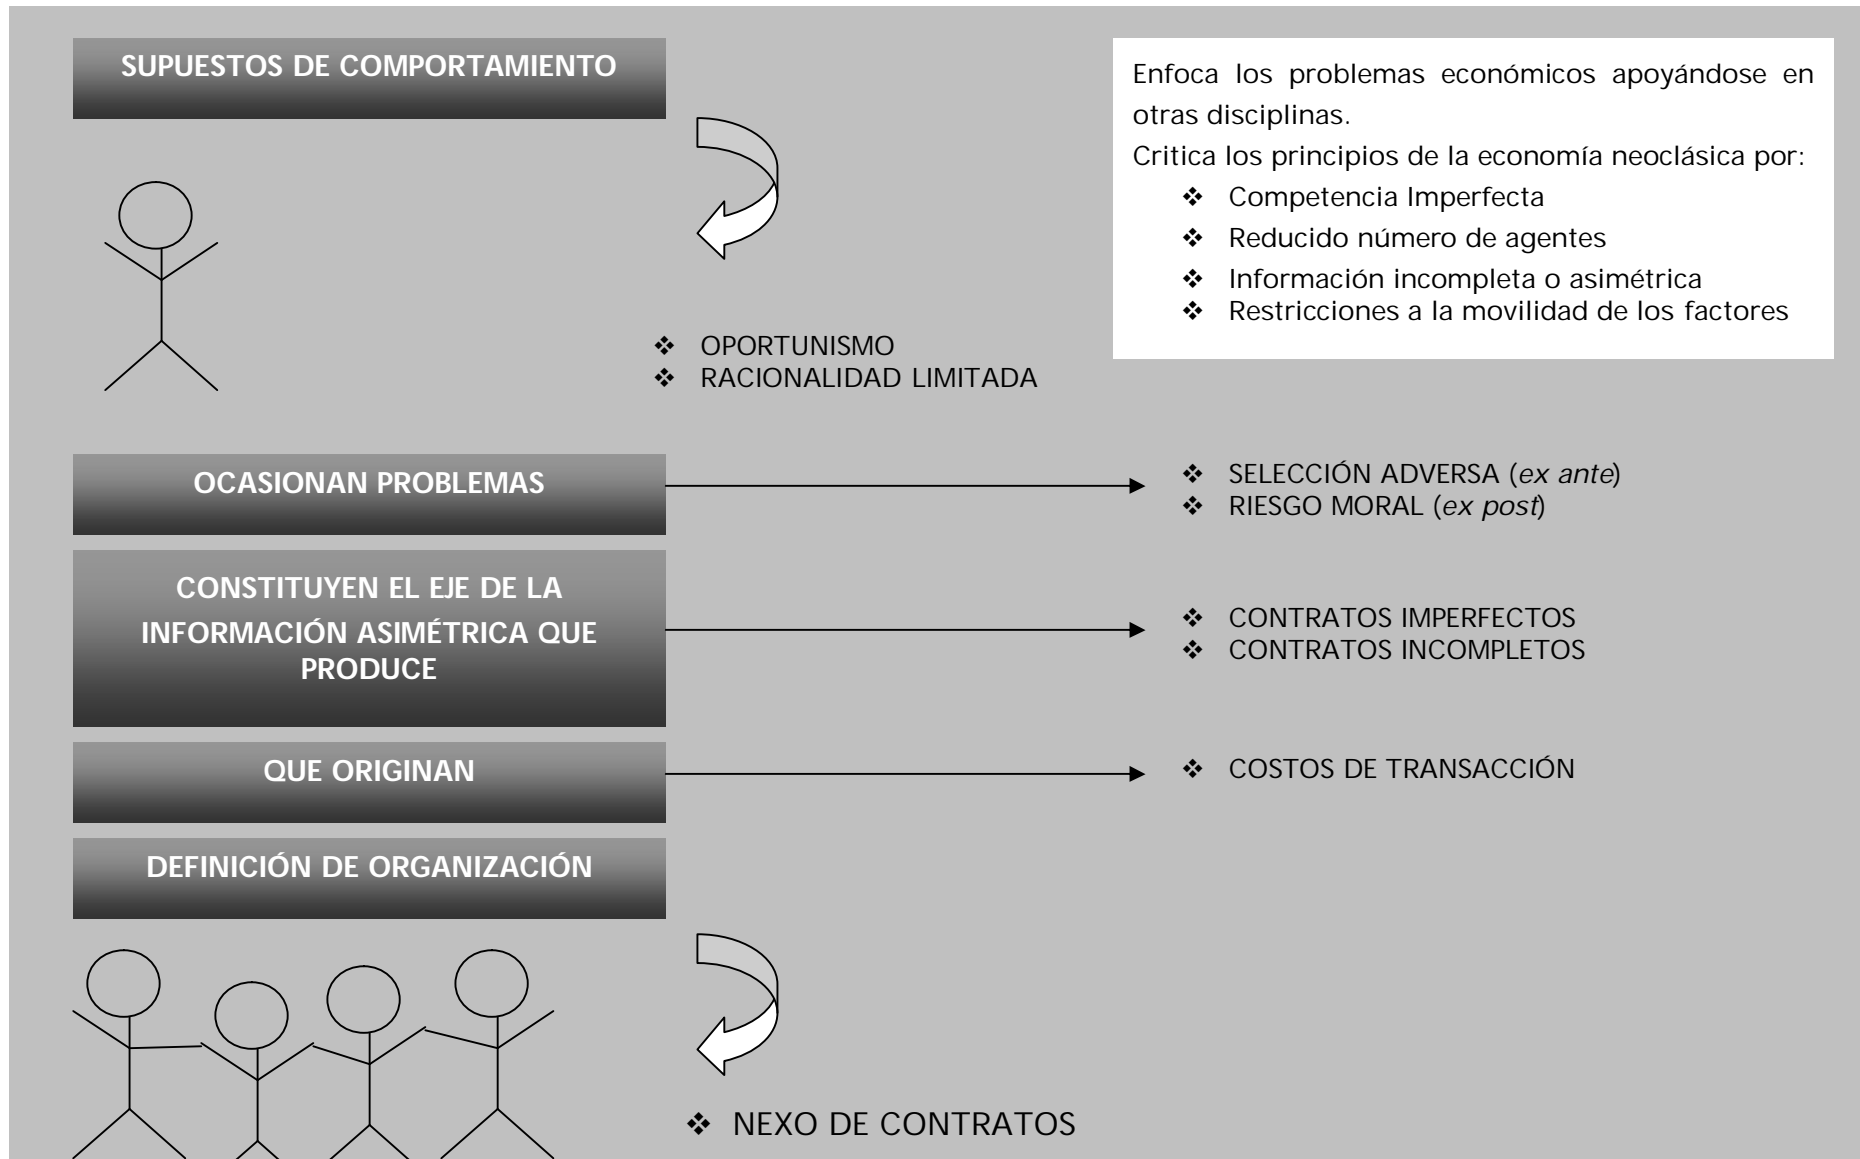 SUPUESTOS DE COMPORTAMIENTO
Enfoca los problemas económicos apoyándose en
otras disciplinas.
Critica los principios de la economía neoclásica por:
❖ Competencia Imperfecta
❖ Reducido número de agentes
❖ Información incompleta o asimétrica
❖ Restricciones a la movilidad de los factores
❖ OPORTUNISMO
❖ RACIONALIDAD LIMITADA
OCASIONAN PROBLEMAS
❖ SELECCIÓN ADVERSA (ex ante)
❖ RIESGO MORAL (ex post)
CONSTITUYEN EL EJE DE LA
INFORMACIÓN ASIMÉTRICA QUE
PRODUCE
❖ CONTRATOS IMPERFECTOS
❖ CONTRATOS INCOMPLETOS
QUE ORIGINAN
❖ COSTOS DE TRANSACCIÓN
DEFINICIÓN DE ORGANIZACIÓN
❖ NEXO DE CONTRATOS